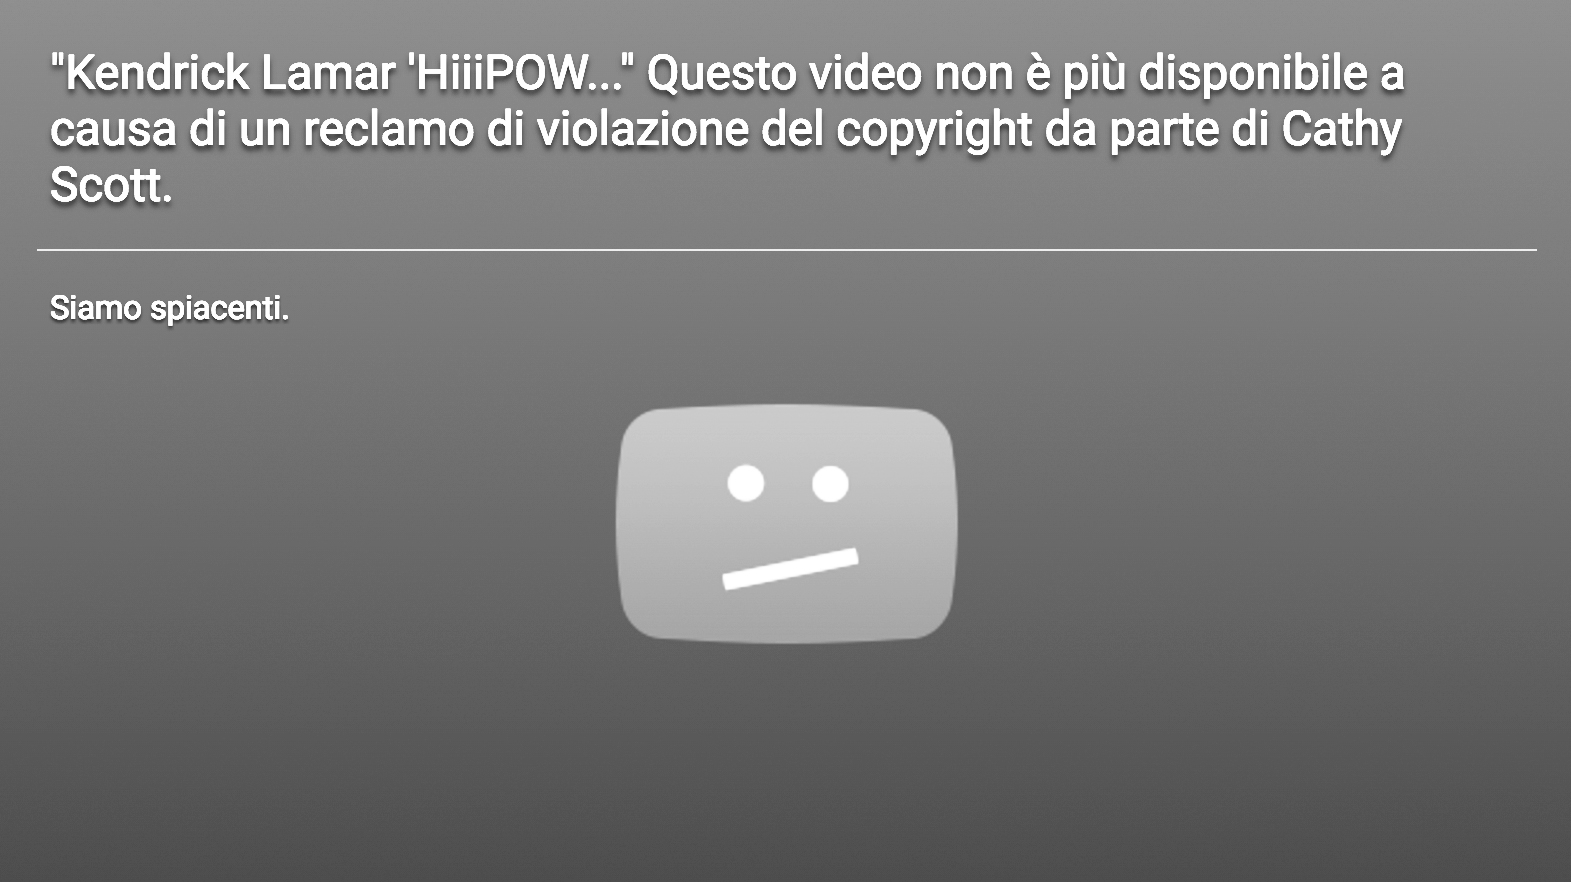 "Kendrick Lamar 'HiiiPOW..." Questo video non è più disponibile a
causa di un reclamo di violazione del copyright da parte di Cathy
Scott.
Siamo spiacenti.